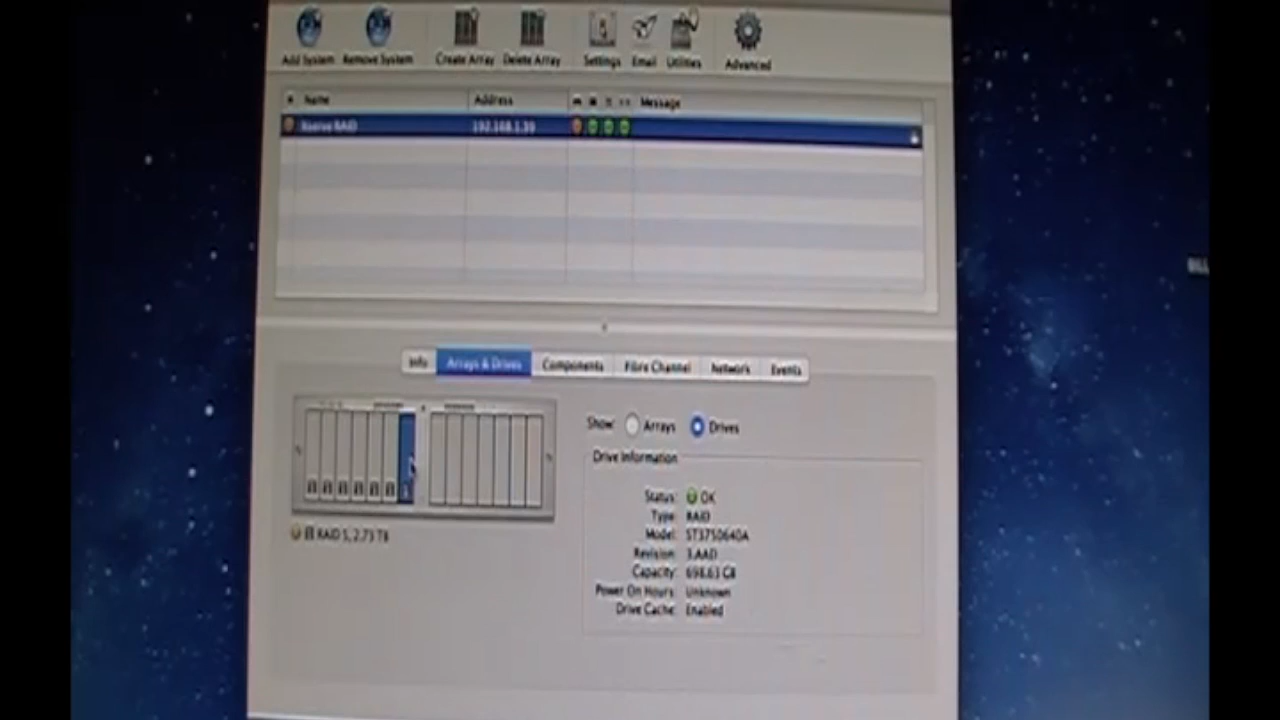 Add System Remove System Create Array Delete Array Settings Email Utilities Advanced
Name Address Message
Xserve RAID 192.168.1.39
Info Arrays & Drives Components Fibre Channel Network Events
Show: Arrays Drives
Drive Information
Status: OK
Type: RAID
Model: ST3750640A
Revision: 3.AAD
Capacity: 698.63 GB
Power On Hours: Unknown
Drive Cache: Enabled
RAID 5, 2.73 TB